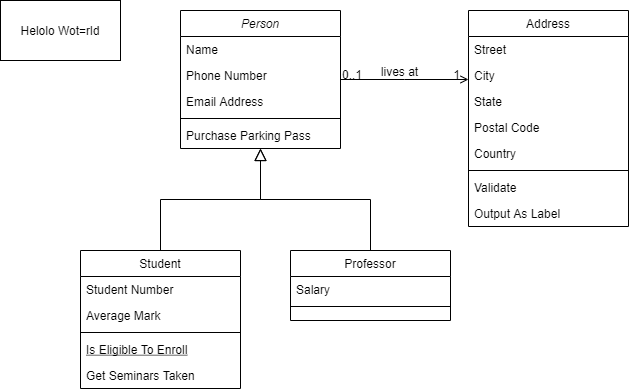 Helolo Wot=rld
Person
Name
Phone Number
Email Address
Purchase Parking Pass
0..1
lives at
1
Address
Street
City
State
Postal Code
Country
Validate
Output As Label
Student
Student Number
Average Mark
Is Eligible To Enroll
Get Seminars Taken
Professor
Salary